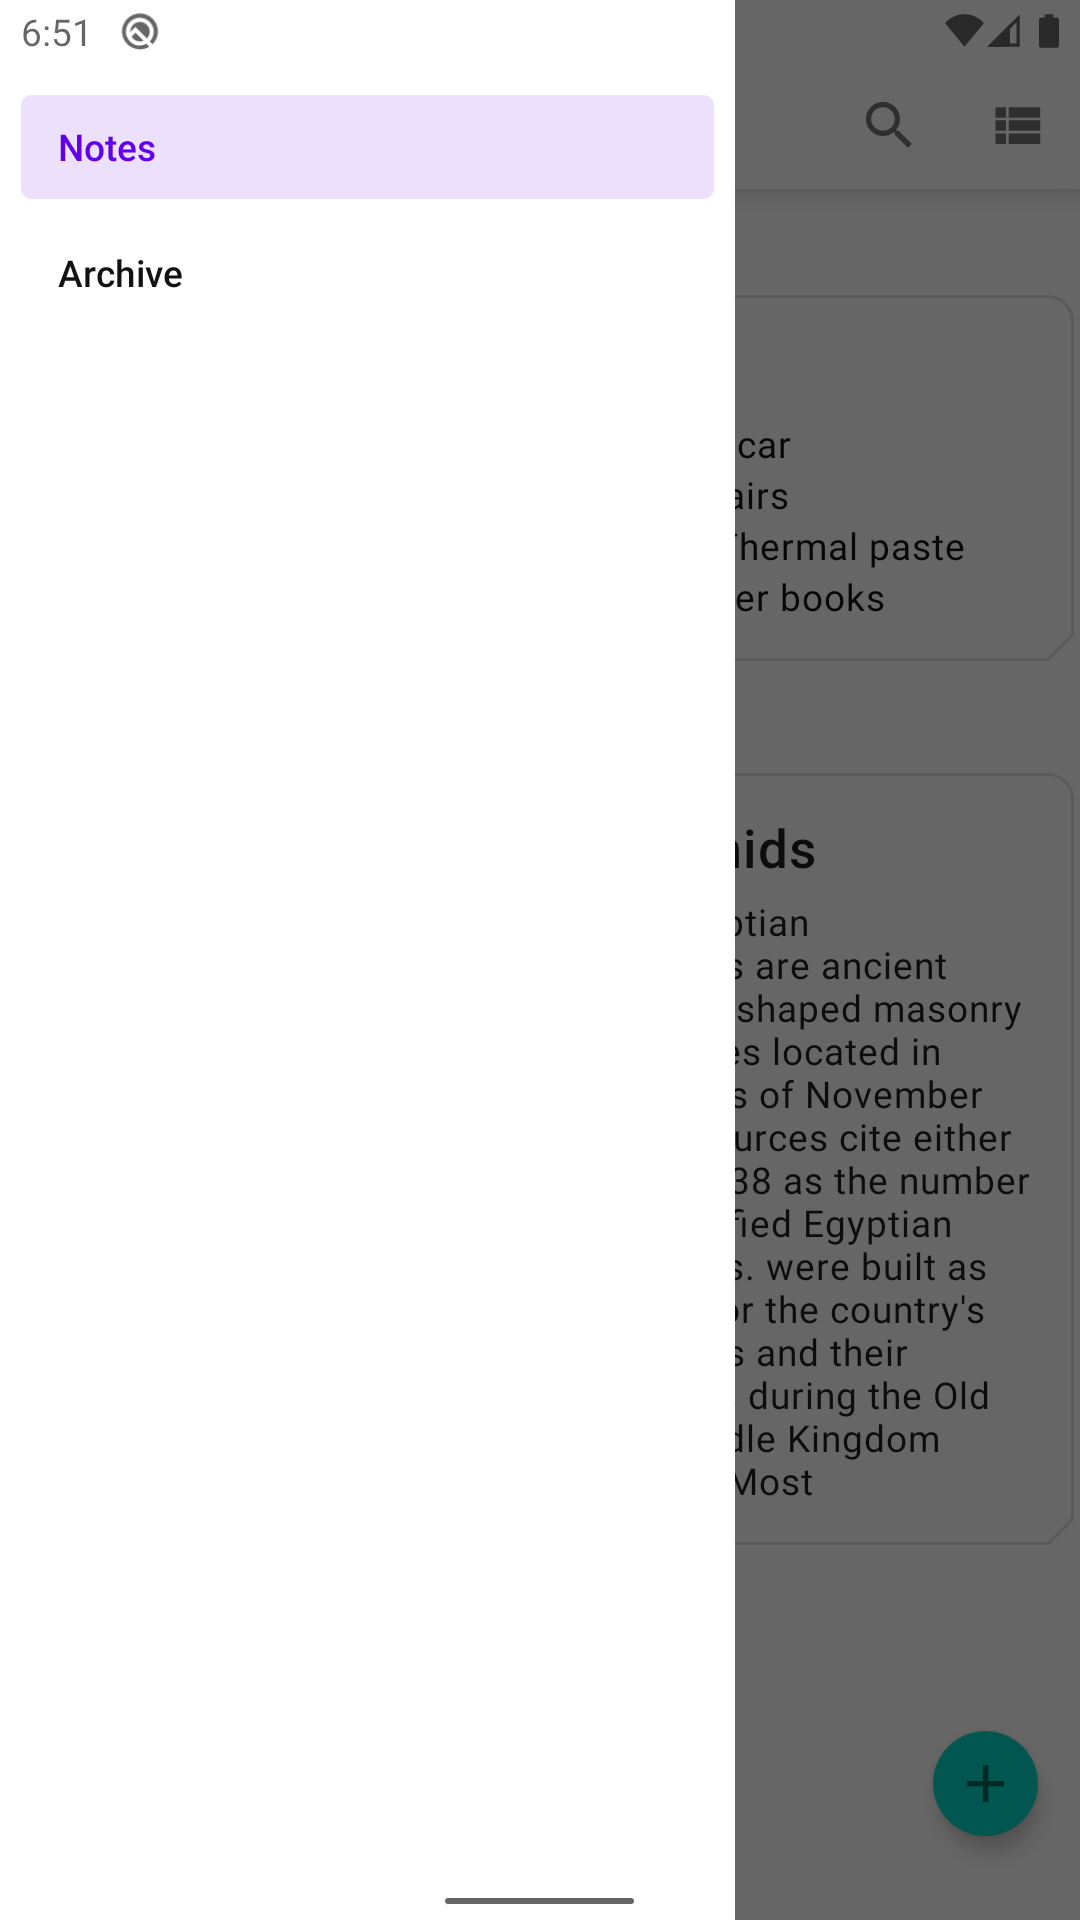 6:51
Notes
Archive
car
airs
Thermal paste
er books
ids
are ancient
shaped masonry
es located in
s of November
urces cite either
38 as the number
fied Egyptian
s. were built as
or the country's
s and their
during the Old
dle Kingdom
Most